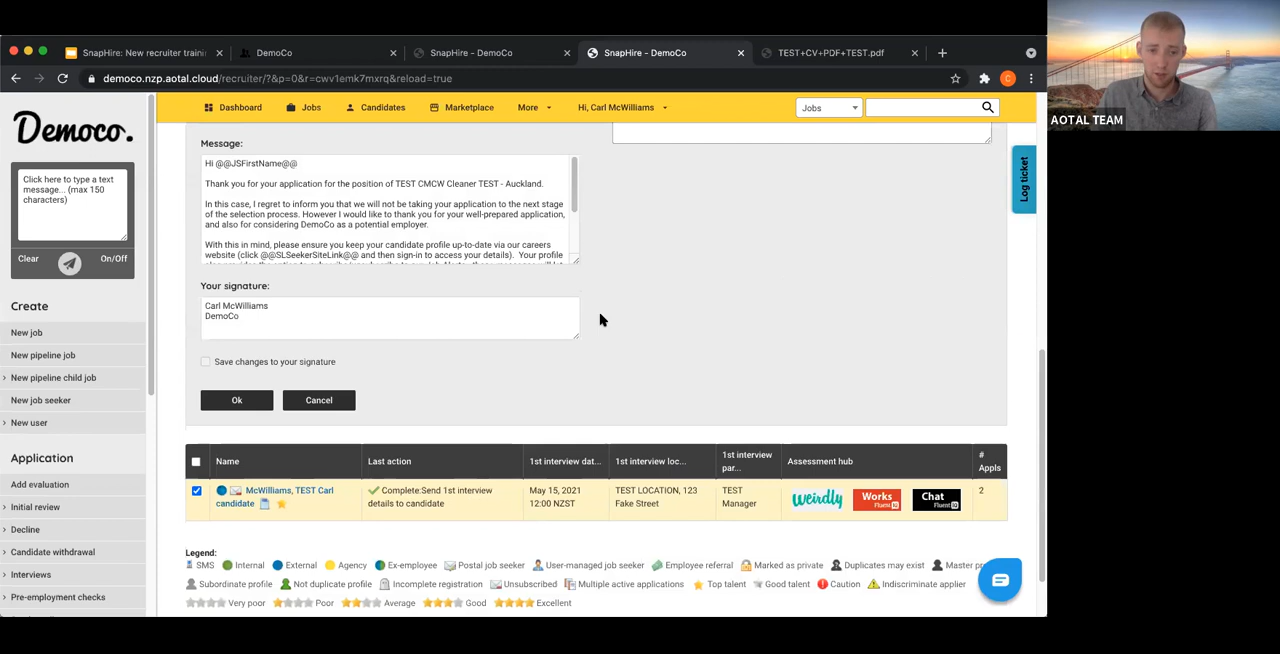 SnapHire: New recruiter traini
DemoCo
SnapHire - DemoCo
SnapHire - DemoCo
TEST+CV+PDF+TEST.pdf
democo.nzp.aotal.cloud/recruiter/?&p=0&r=cwv1emk7mxrq&reload=true
C
AOTAL TEAM
Democo.
Dashboard
Jobs
Candidates
Marketplace
More
Hi, Carl McWilliams
Jobs
Click here to type a text
message... (max 150
characters)
Clear
On/Off
Create
New job
New pipeline job
New pipeline child job
New job seeker
New user
Application
Add evaluation
Initial review
Decline
Candidate withdrawal
Interviews
Pre-employment checks
Log ticket
Message:
Hi @@JSFirstName@@
Thank you for your application for the position of TEST CMCW Cleaner TEST - Auckland.
In this case, I regret to inform you that we will not be taking your application to the next stage
of the selection process. However I would like to thank you for your well-prepared application,
and also for considering DemoCo as a potential employer.
With this in mind, please ensure you keep your candidate profile up-to-date via our careers
website (click @@SLSeekerSiteLink@@ and then sign-in to access your details). Your profile
Your signature:
Carl McWilliams
DemoCo
Save changes to your signature
Ok
Cancel
Name
Last action
1st interview dat...
1st interview loc...
1st interview
par...
Assessment hub
#
Appls
McWilliams, TEST Carl
candidate
Complete:Send 1st interview
details to candidate
May 15, 2021
12:00 NZST
TEST LOCATION, 123
Fake Street
TEST
Manager
weirdly
Works
Fluent IQ
Chat
Fluent IQ
2
Legend:
SMS Internal External Agency Ex-employee Postal job seeker User-managed job seeker Employee referral Marked as private Duplicates may exist Master pr
Subordinate profile Not duplicate profile Incomplete registration Unsubscribed Multiple active applications Top talent Good talent Caution Indiscriminate applier
Very poor Poor Average Good Excellent